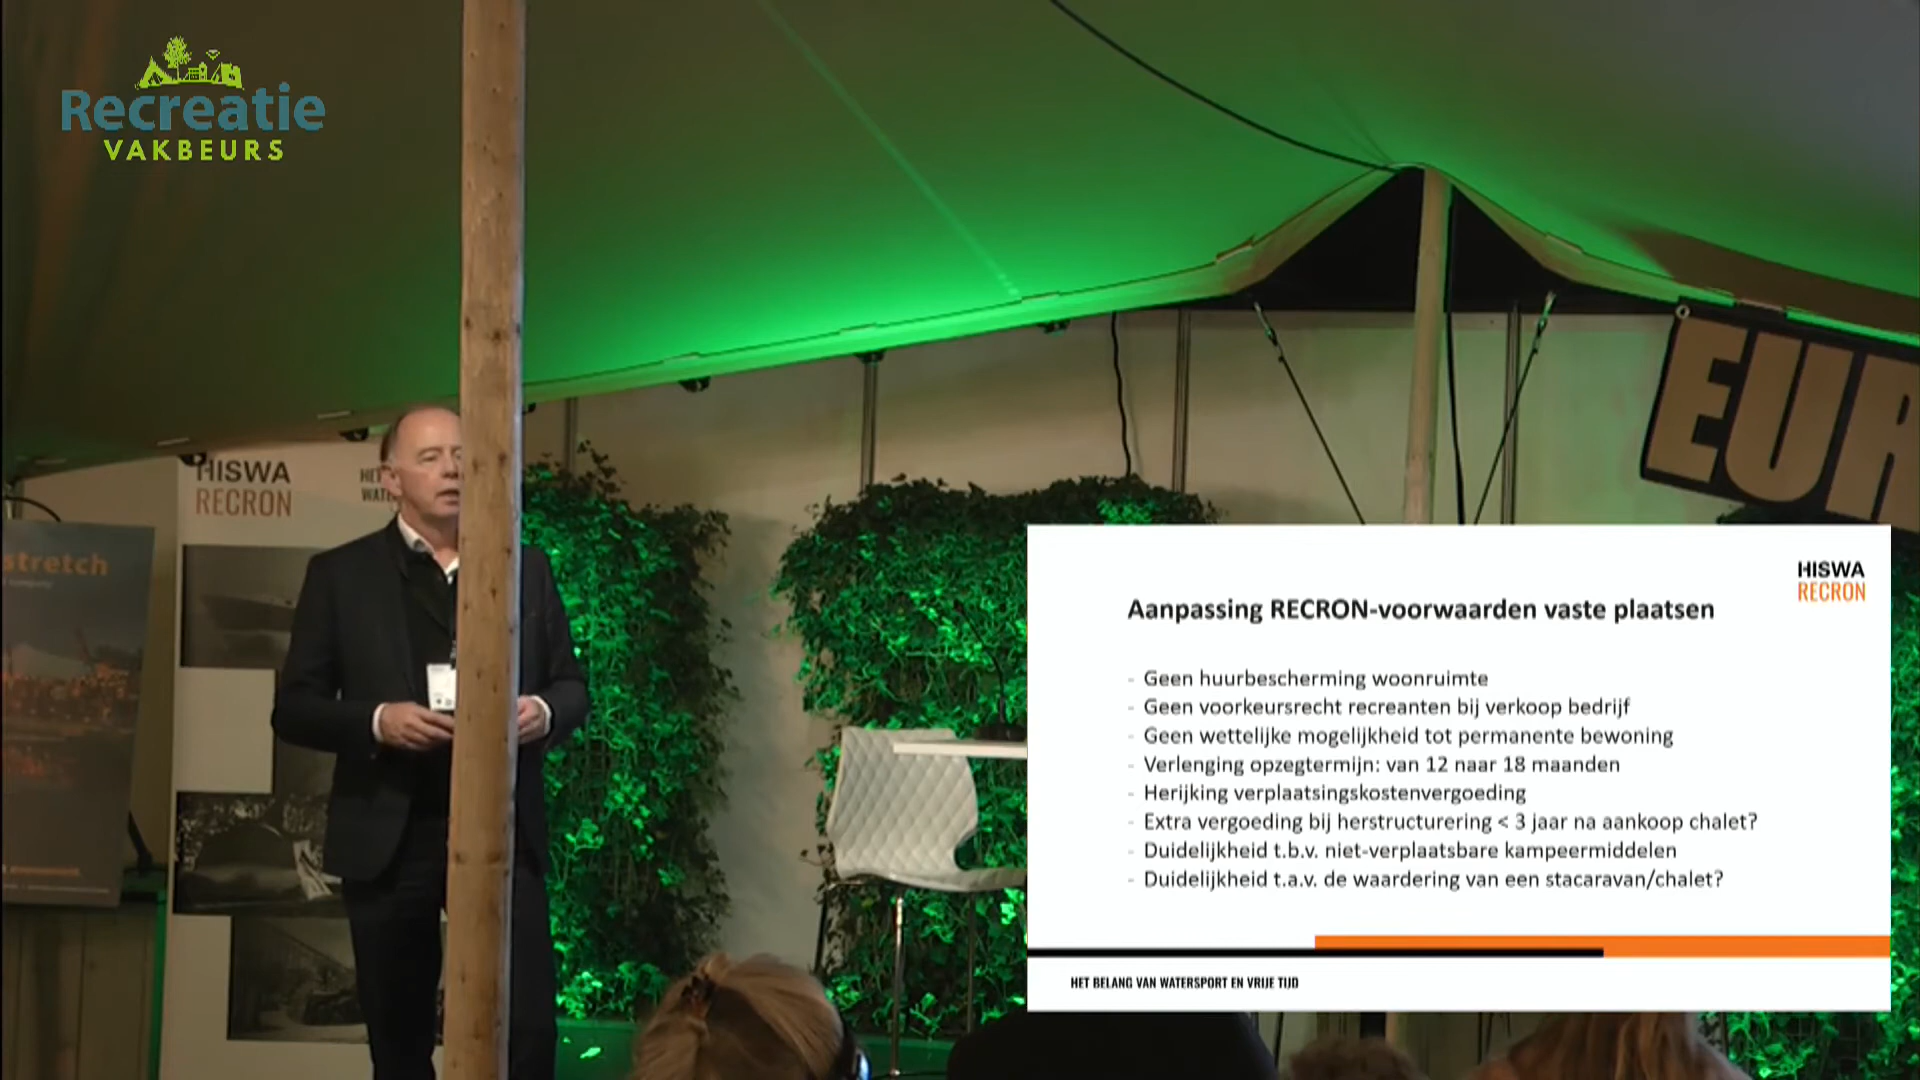 Recreatie
VAKBEURS
HISWA
RECRON
HET
WAT
stretch
EUR
HISWA
RECRON
Aanpassing RECRON-voorwaarden vaste plaatsen
- Geen huurbescherming woonruimte
- Geen voorkeursrecht recreanten bij verkoop bedrijf
- Geen wettelijke mogelijkheid tot permanente bewoning
- Verlenging opzegtermijn: van 12 naar 18 maanden
- Herijking verplaatsingskostenvergoeding
- Extra vergoeding bij herstructurering < 3 jaar na aankoop chalet?
- Duidelijkheid t.b.v. niet-verplaatsbare kampeermiddelen
- Duidelijkheid t.a.v. de waardering van een stacaravan/chalet?
HET BELANG VAN WATERSPORT EN VRIJE TIJD